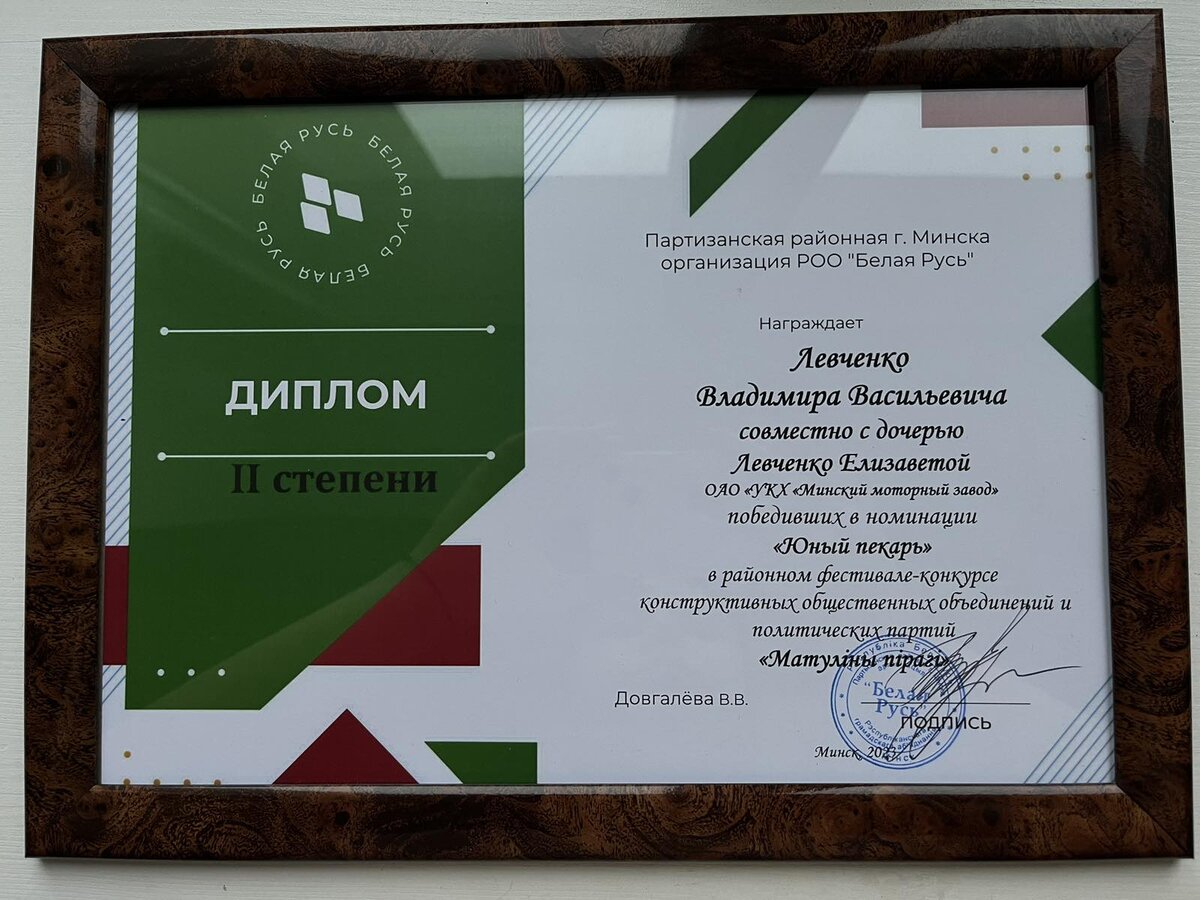 БЕЛАЯ РУСЬ БЕЛАЯ РУСЬ БЕЛАЯ РУСЬ
ДИПЛОМ
II степени
Партизанская районная г. Минска
организация РОО "Белая Русь"
Награждает
Левченко
Владимира Васильевича
совместно с дочерью
Левченко Елизаветой
ОАО «УКХ «Минский моторный завод»
победивших в номинации
«Юный пекарь»
в районном фестивале-конкурсе
конструктивных общественных объединений и
политических партий
«Матуліны пірагі»
Довгалёва В.В.
"Белая
Русь"
подпись
Минск,